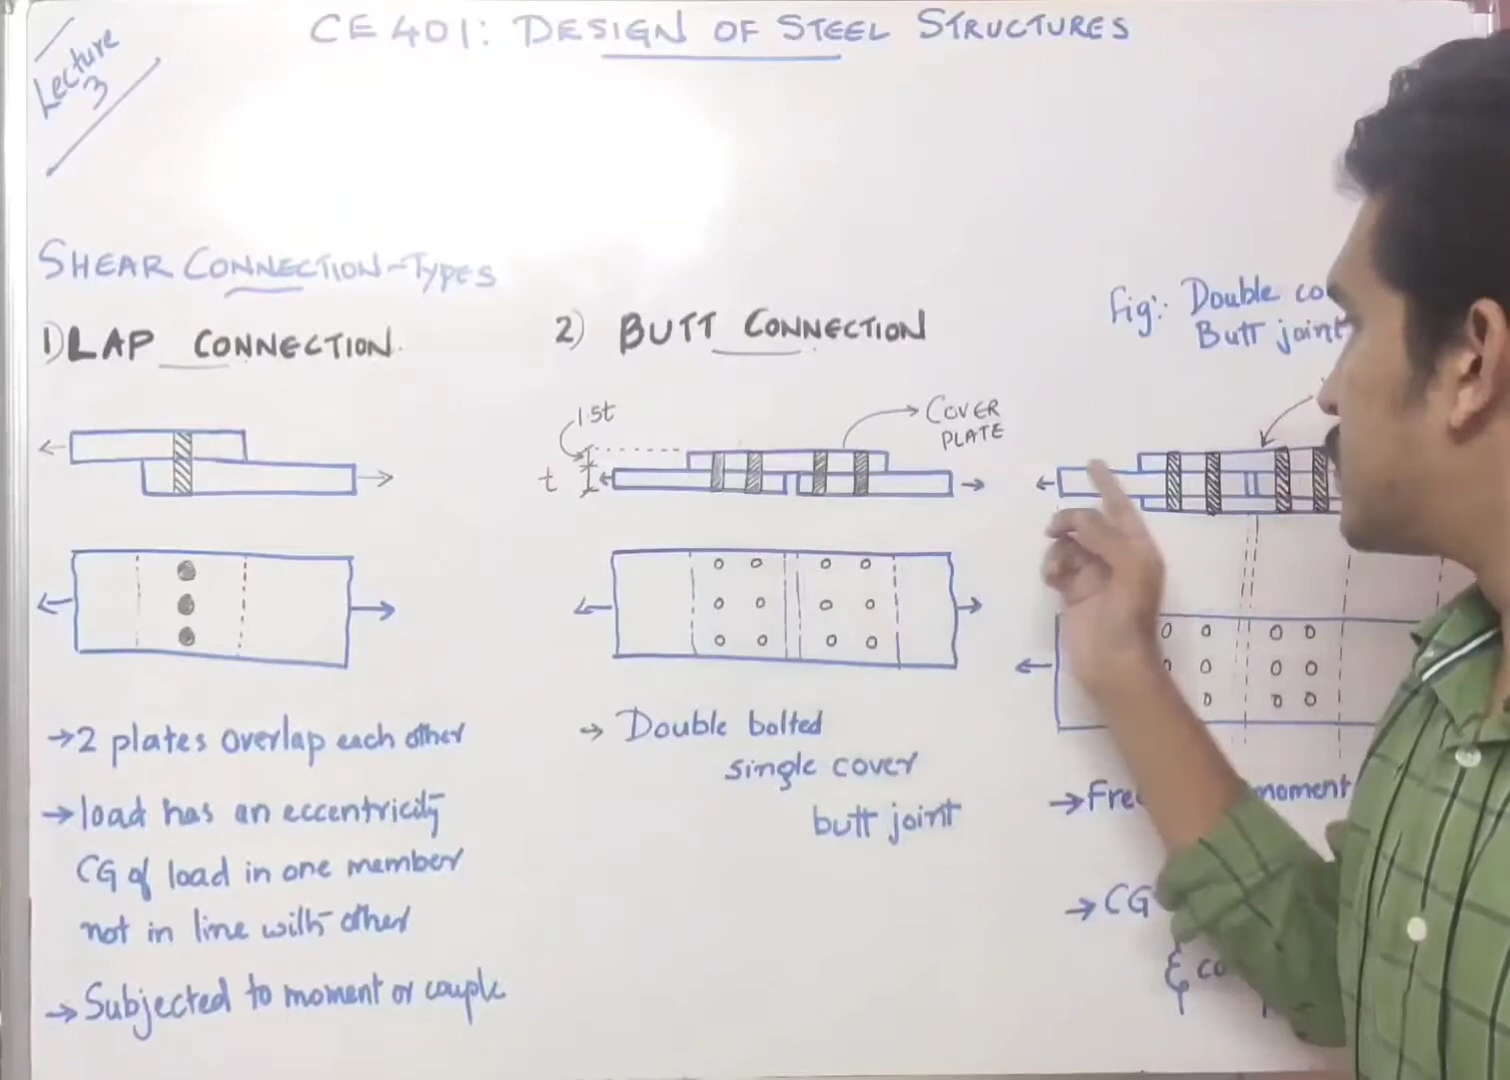 Lecture
3
CE 401: DESIGN OF STEEL STRUCTURES
SHEAR CONNECTION-TYPES
1) LAP CONNECTION.
→ 2 plates overlap each other
→ load has an eccentricity
CG of load in one member
not in line with other
→ Subjected to moment or couple
2) BUTT CONNECTION
1.5t
t
COVER
PLATE
→ Double bolted
single cover
butt joint
fig:- Double
Butt joint
→ moment
→ CG
&